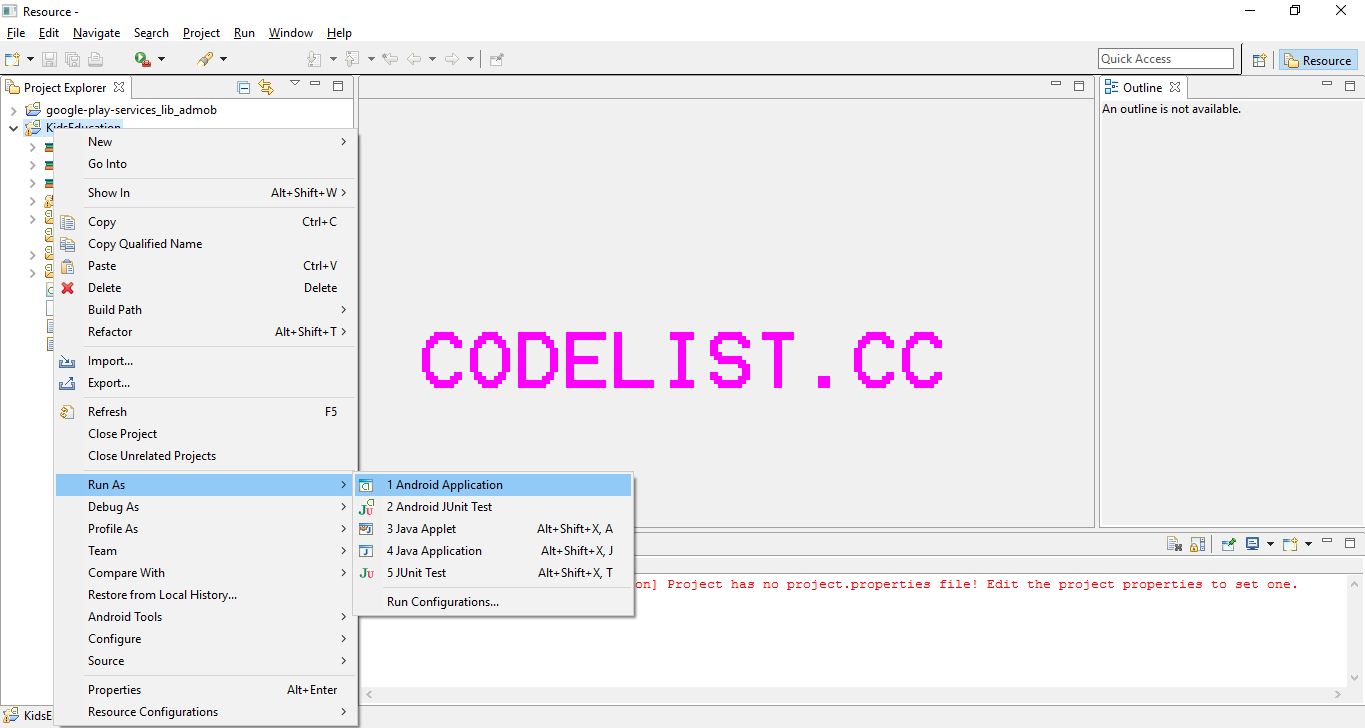 Resource -
File Edit Navigate Search Project Run Window Help
Quick Access
Resource
Project Explorer
Outline
google-play-services_lib_admob
An outline is not available.
KidsEducation
New
Go Into
Show In Alt+Shift+W
Copy Ctrl+C
Copy Qualified Name
Paste Ctrl+V
Delete Delete
Build Path
Refactor Alt+Shift+T
Import...
Export...
Refresh F5
Close Project
Close Unrelated Projects
Run As
Debug As
Profile As
Team
Compare With
Restore from Local History...
Android Tools
Configure
Source
Properties Alt+Enter
Resource Configurations
1 Android Application
2 Android JUnit Test
3 Java Applet Alt+Shift+X, A
4 Java Application Alt+Shift+X, J
5 JUnit Test Alt+Shift+X, T
Run Configurations...
CODELIST.CC
on] Project has no project.properties file! Edit the project properties to set one.
KidsE